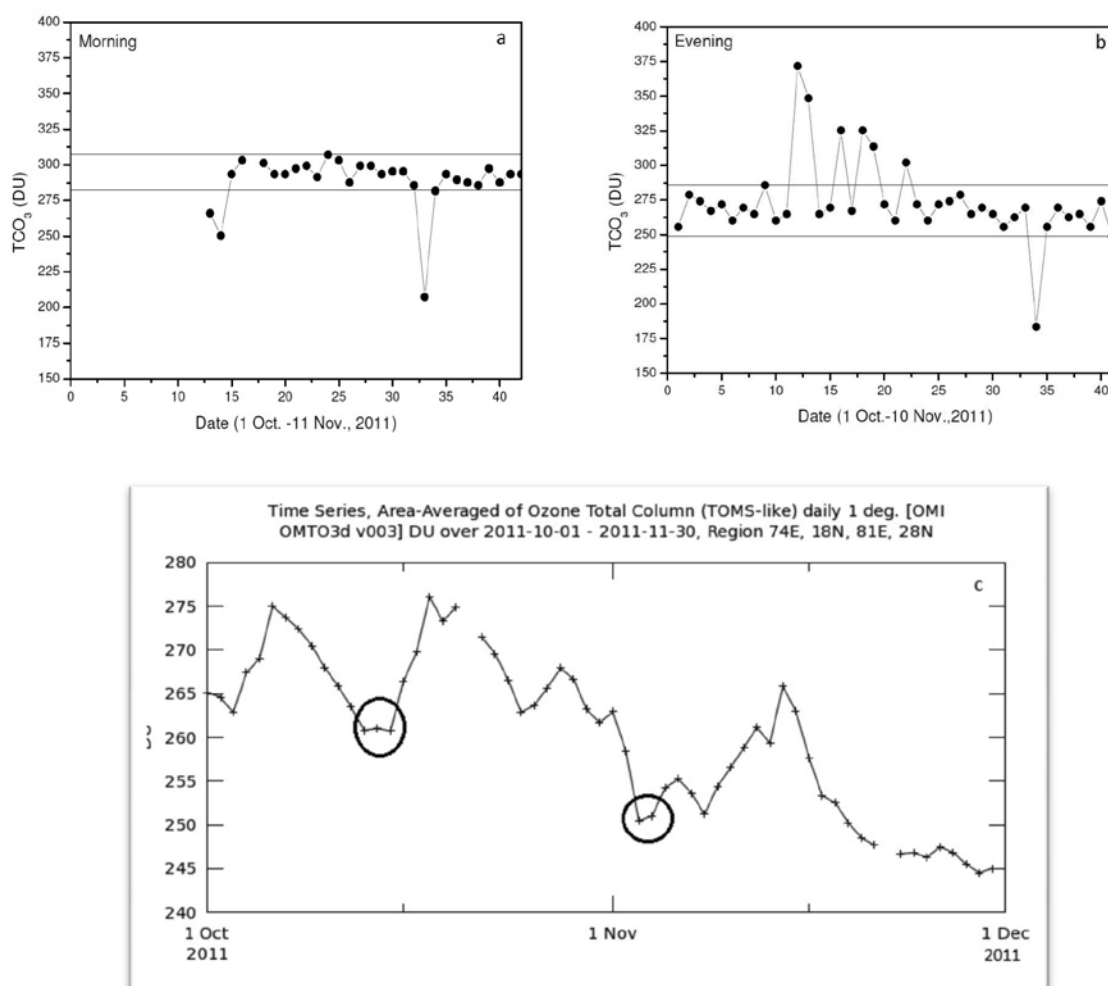 400
375
350
325
300
275
250
225
200
175
150
TCO3 (DU)
Morning
a
0 5 10 15 20 25 30 35 40
Date (1 Oct. -11 Nov., 2011)
400
375
350
325
300
275
250
225
200
175
150
TCO3 (DU)
Evening
b
0 5 10 15 20 25 30 35 40
Date (1 Oct.-10 Nov.,2011)
Time Series, Area-Averaged of Ozone Total Column (TOMS-like) daily 1 deg. [OMI
OMTO3d v003] DU over 2011-10-01 - 2011-11-30, Region 74E, 18N, 81E, 28N
c
280
275
270
265
260
255
250
245
240
1 Oct 1 Nov 1 Dec
2011 2011